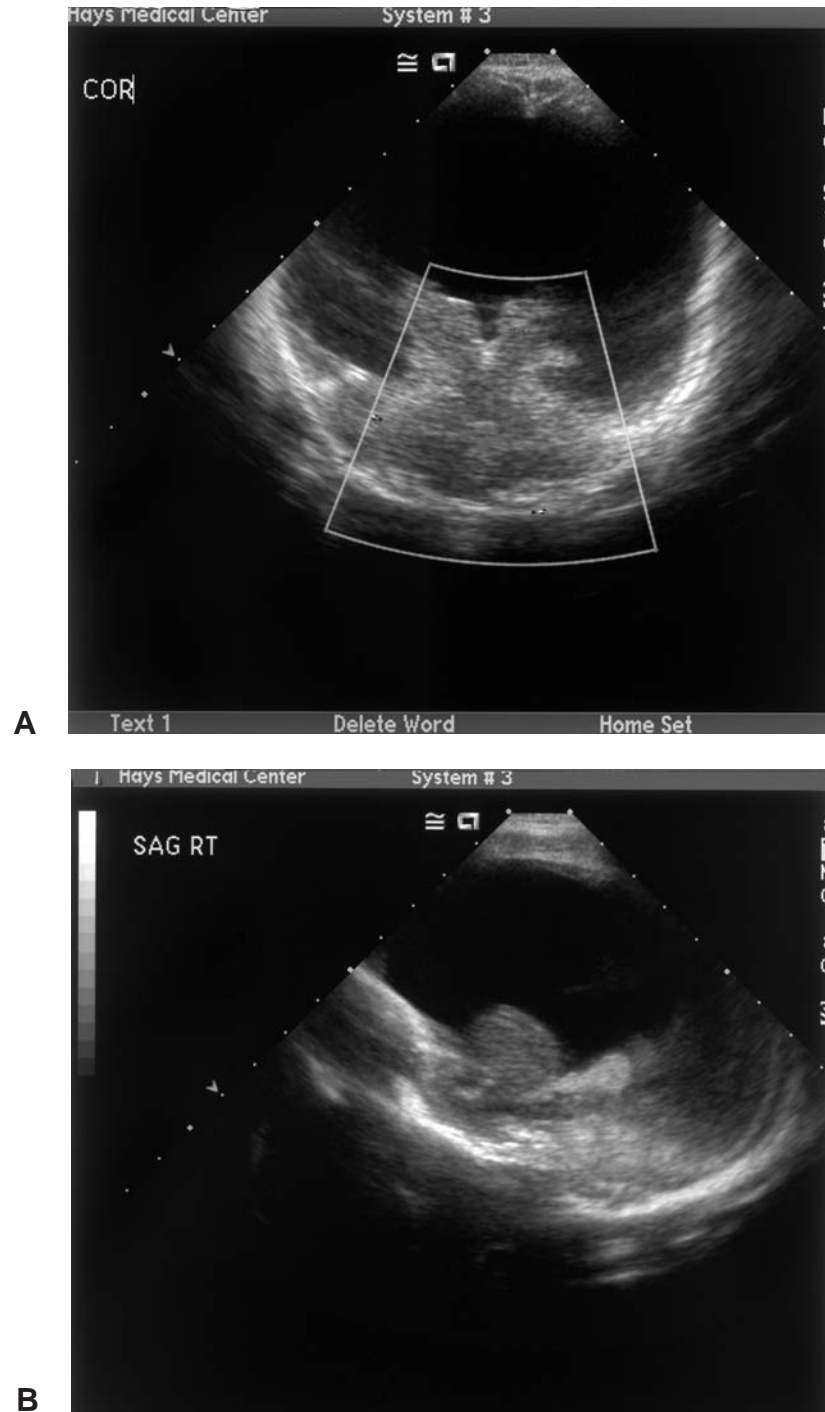 Hays Medical Center System # 3
COR
A
Text 1 Delete Word Home Set
Hays Medical Center System # 3
SAG RT
B